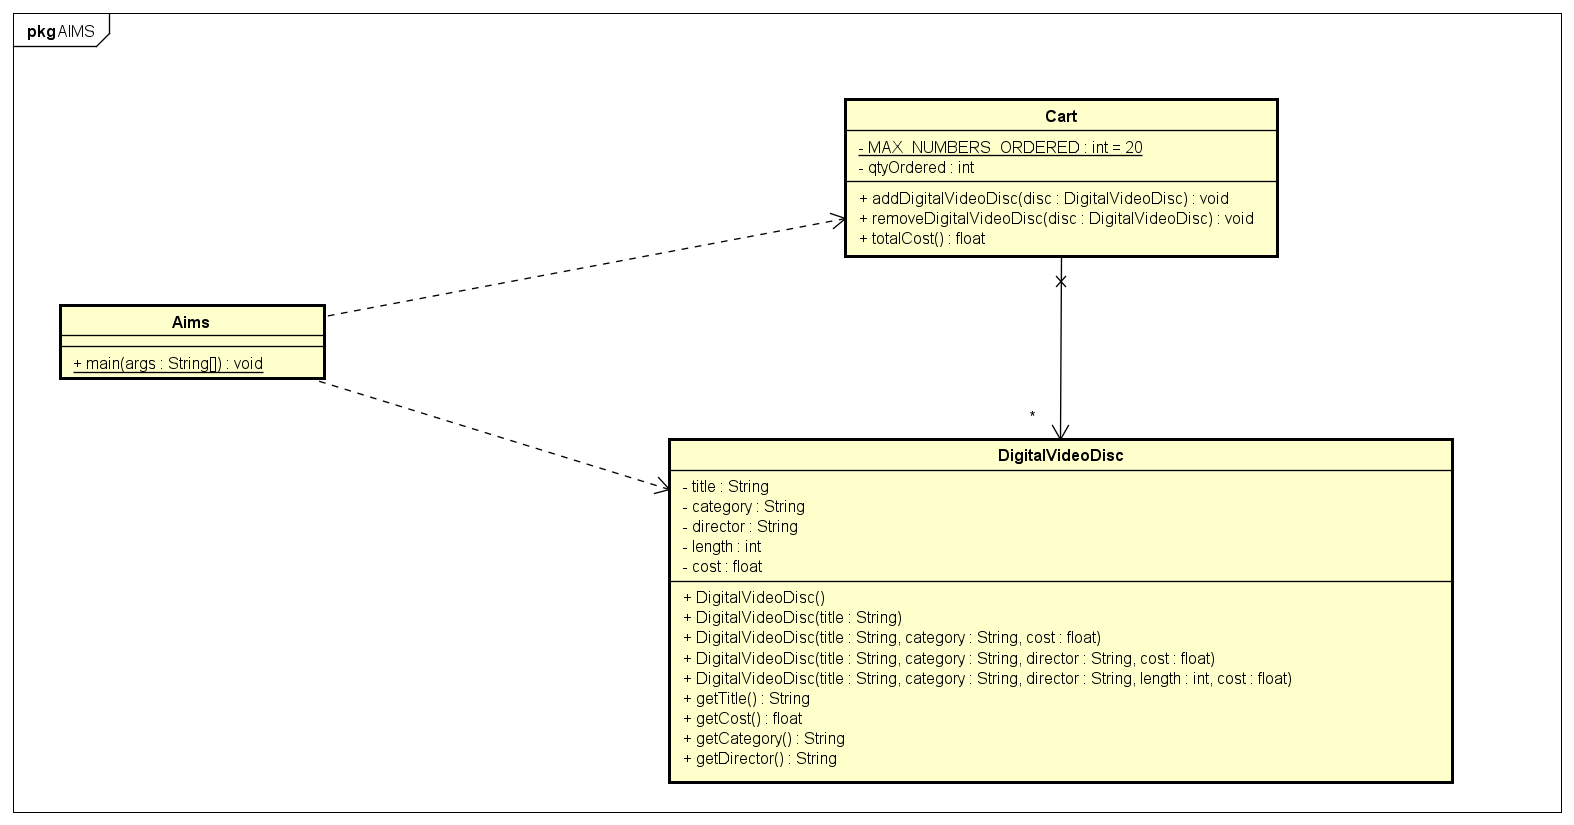 pkg AIMS
Cart
- MAX_NUMBERS_ORDERED : int = 20
- qtyOrdered : int
+ addDigitalVideoDisc(disc : DigitalVideoDisc) : void
+ removeDigitalVideoDisc(disc : DigitalVideoDisc) : void
+ totalCost() : float
Aims
+ main(args : String[]) : void
*
DigitalVideoDisc
- title : String
- category : String
- director : String
- length : int
- cost : float
+ DigitalVideoDisc()
+ DigitalVideoDisc(title : String)
+ DigitalVideoDisc(title : String, category : String, cost : float)
+ DigitalVideoDisc(title : String, category : String, director : String, cost : float)
+ DigitalVideoDisc(title : String, category : String, director : String, length : int, cost : float)
+ getTitle() : String
+ getCost() : float
+ getCategory() : String
+ getDirector() : String